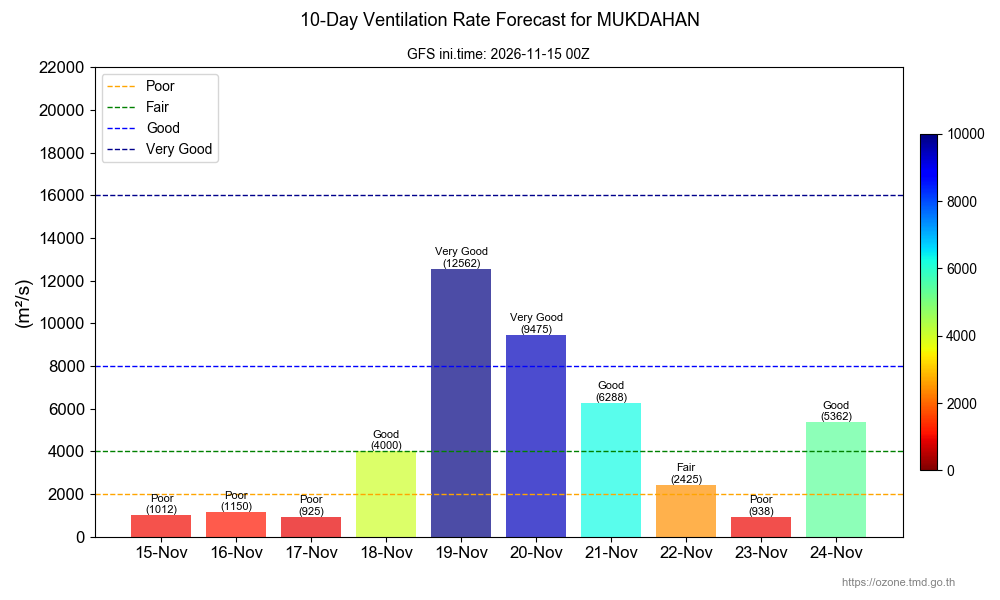 10-Day Ventilation Rate Forecast for MUKDAHAN
GFS ini.time: 2026-11-15 00Z
(m²/s)
22000
20000
18000
16000
14000
12000
10000
8000
6000
4000
2000
0
Poor
Fair
Good
Very Good
Poor
(1012)
Poor
(1150)
Poor
(925)
Good
(4000)
Very Good
(12562)
Very Good
(9475)
Good
(6288)
Fair
(2425)
Poor
(938)
Good
(5362)
15-Nov 16-Nov 17-Nov 18-Nov 19-Nov 20-Nov 21-Nov 22-Nov 23-Nov 24-Nov
10000
8000
6000
4000
2000
0
https://ozone.tmd.go.th